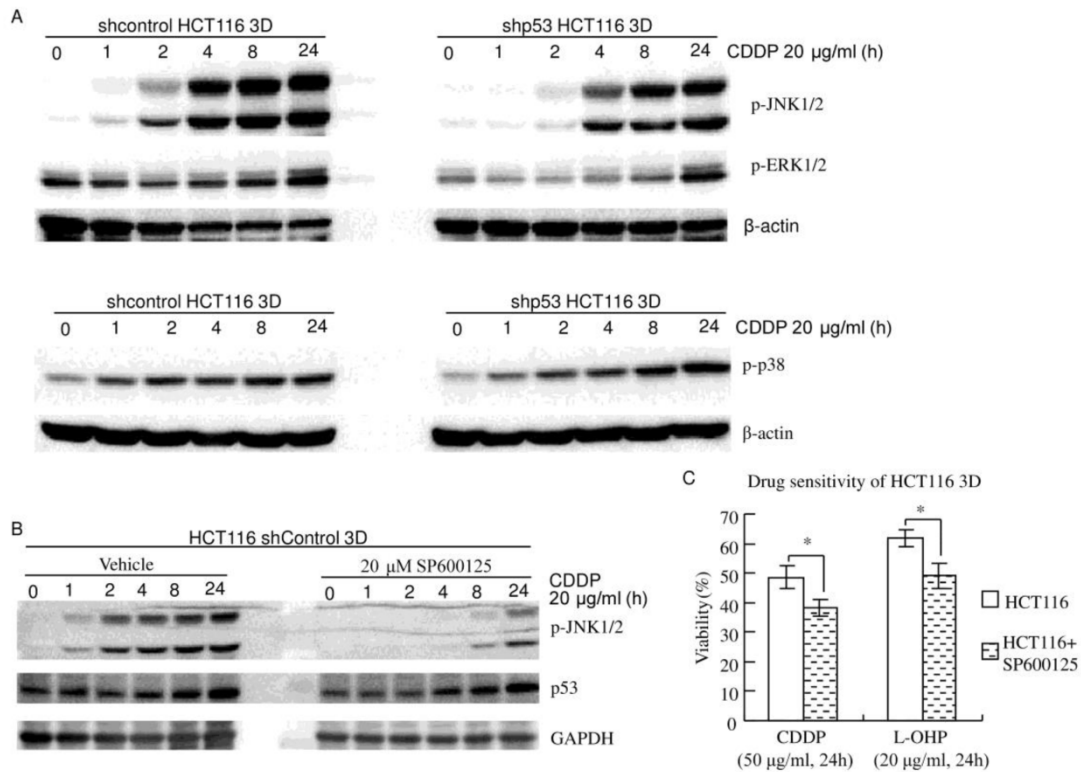 A
shcontrol HCT116 3D
shp53 HCT116 3D
0 1 2 4 8 24
0 1 2 4 8 24
CDDP 20 µg/ml (h)
p-JNK1/2
p-ERK1/2
β-actin
shcontrol HCT116 3D
shp53 HCT116 3D
0 1 2 4 8 24
0 1 2 4 8 24
CDDP 20 µg/ml (h)
p-p38
β-actin
B
HCT116 shControl 3D
Vehicle
20 µM SP600125
0 1 2 4 8 24
0 1 2 4 8 24
CDDP
20 µg/ml (h)
p-JNK1/2
p53
GAPDH
C
Drug sensitivity of HCT116 3D
Viability (%)
70
60
50
40
30
20
10
0
*
*
CDDP
(50 µg/ml, 24h)
L-OHP
(20 µg/ml, 24h)
HCT116
HCT116+
SP600125